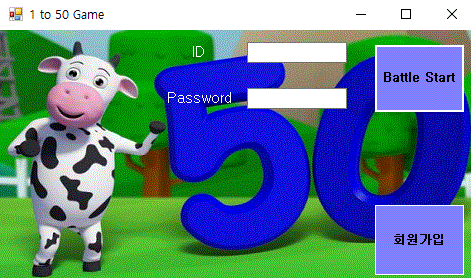 1 to 50 Game
ID
Battle Start
Password
50
회원가입